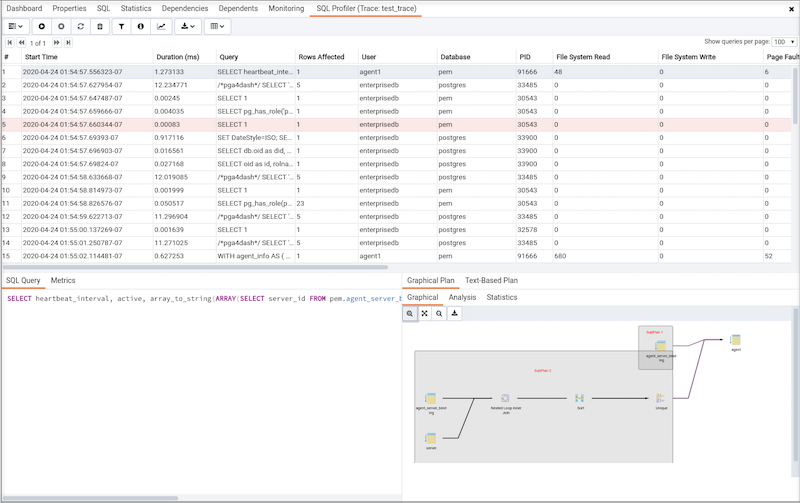 Dashboard Properties SQL Statistics Dependencies Dependents Monitoring SQL Profiler (Trace: test_trace)
1 of 1
Show queries per page: 100
# Start Time Duration (ms) Query Rows Affected User Database PID File System Read File System Write Page Fault
1 2020-04-24 01:54:57.556323-07 1.273133 SELECT heartbeat_inte... 1 agent1 pem 91666 48 0 6
2 2020-04-24 01:54:57.627954-07 12.234771 /*pga4dash*/ SELECT '... 5 enterprisedb postgres 33485 0 0 0
3 2020-04-24 01:54:57.647487-07 0.00245 SELECT 1 1 enterprisedb pem 30543 0 0 0
4 2020-04-24 01:54:57.659666-07 0.004035 SELECT pg_has_role("p... 1 enterprisedb pem 30543 0 0 0
5 2020-04-24 01:54:57.660344-07 0.00083 SELECT 1 1 enterprisedb pem 30543 0 0 0
6 2020-04-24 01:54:57.69393-07 0.917116 SET DateStyle=ISO; SE... 1 enterprisedb postgres 33900 0 0 0
7 2020-04-24 01:54:57.696903-07 0.016561 SELECT db.oid as did, ... 1 enterprisedb postgres 33900 0 0 0
8 2020-04-24 01:54:57.69824-07 0.027168 SELECT oid as id, rolna... 1 enterprisedb postgres 33900 0 0 0
9 2020-04-24 01:54:58.633668-07 12.019085 /*pga4dash*/ SELECT '... 5 enterprisedb postgres 33485 0 0 0
10 2020-04-24 01:54:58.814973-07 0.001999 SELECT 1 1 enterprisedb pem 30543 0 0 0
11 2020-04-24 01:54:58.826576-07 0.050517 SELECT pg_has_role(p... 23 enterprisedb pem 30543 0 0 0
12 2020-04-24 01:54:59.622713-07 11.296904 /*pga4dash*/ SELECT '... 5 enterprisedb postgres 33485 0 0 0
13 2020-04-24 01:55:00.137269-07 0.001639 SELECT 1 1 enterprisedb postgres 32578 0 0 0
14 2020-04-24 01:55:01.250787-07 11.271025 /*pga4dash*/ SELECT '... 5 enterprisedb postgres 33485 0 0 0
15 2020-04-24 01:55:02.114481-07 0.627253 WITH agent_info AS ( ... 1 agent1 pem 91666 680 0 52
SQL Query Metrics
Graphical Plan Text-Based Plan
SELECT heartbeat_interval, active, array_to_string(ARRAY(SELECT server_id FROM pem.agent_server_b
Graphical Analysis Statistics
SubPlan 1
agent_server_bind
ing
agent
SubPlan 2
agent_server_bind
ing
Nested Loop Inner
Join
Sort
Unique
server